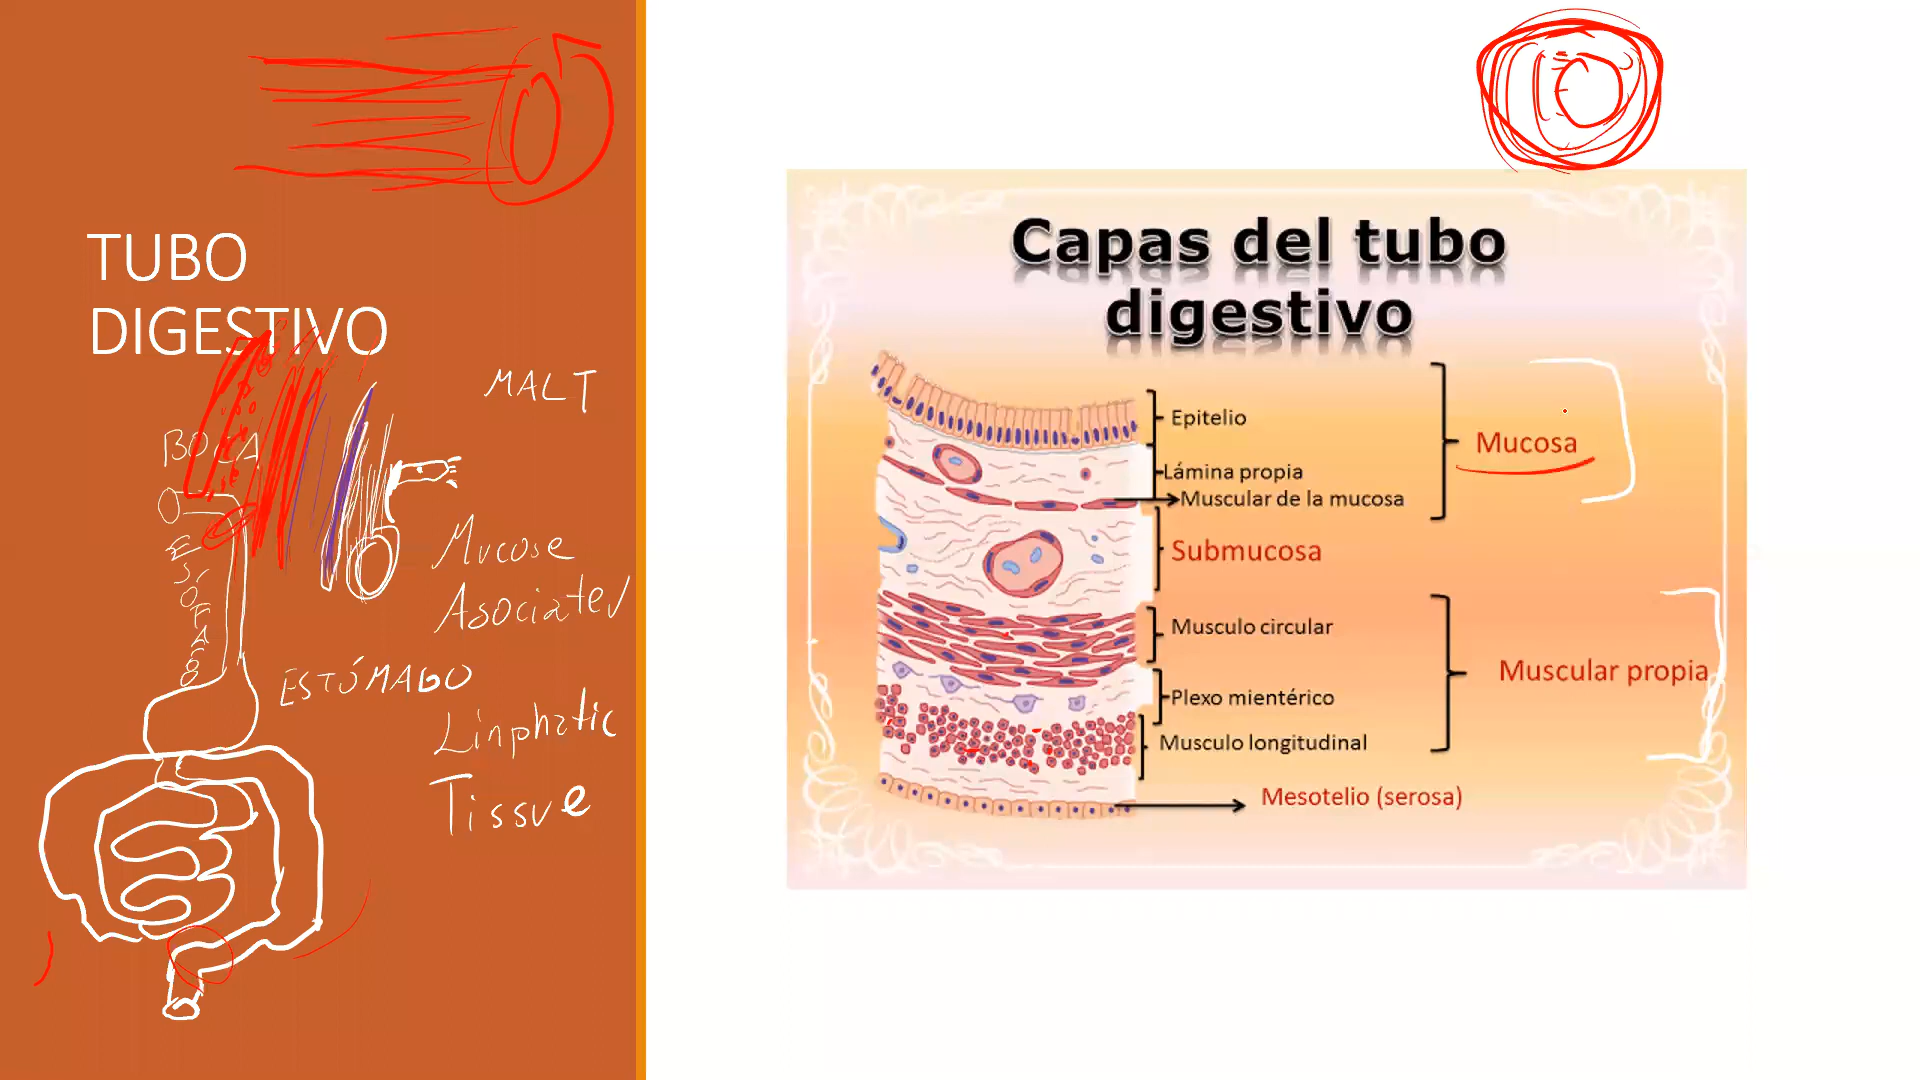 TUBO
DIGESTIVO
MALT
BOCA
ESOFAGO
Mucose
Asociated
ESTÓMAGO
Linphatic
Tissue
Capas del tubo
digestivo
Epitelio
Lámina propia
Muscular de la mucosa
Mucosa
Submucosa
Musculo circular
Plexo mientérico
Musculo longitudinal
Muscular propia
Mesotelio (serosa)